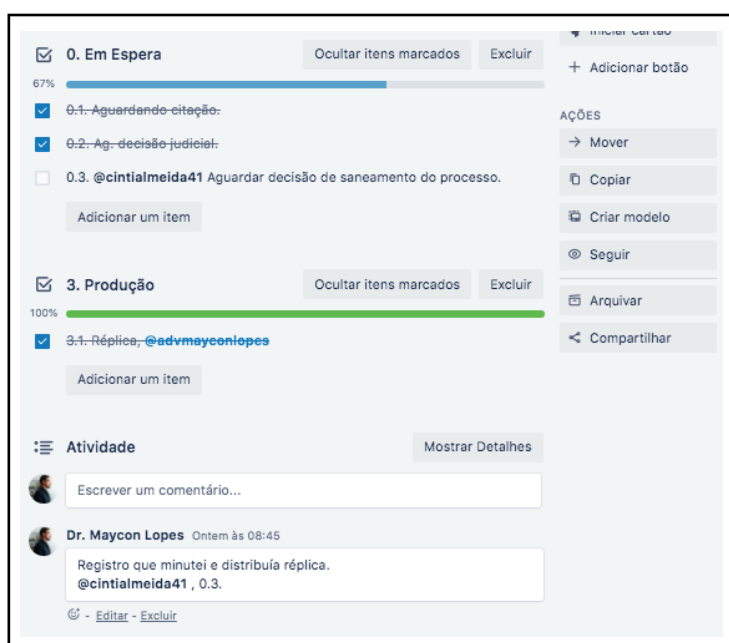 0. Em Espera
Ocultar itens marcados
Excluir
67%
0.1. Aguardando citação.
0.2. Ag. decisão judicial.
0.3. @cintialmeida41 Aguardar decisão de saneamento do processo.
Adicionar um item
3. Produção
Ocultar itens marcados
Excluir
100%
3.1. Réplica, @advmayconlopes
Adicionar um item
Atividade
Mostrar Detalhes
Escrever um comentário...
Dr. Maycon Lopes Ontem às 08:45
Registro que minutei e distribuía réplica.
@cintialmeida41 , 0.3.
- Editar - Excluir
Iniciar cartão
+ Adicionar botão
AÇÕES
Mover
Copiar
Criar modelo
Seguir
Arquivar
Compartilhar